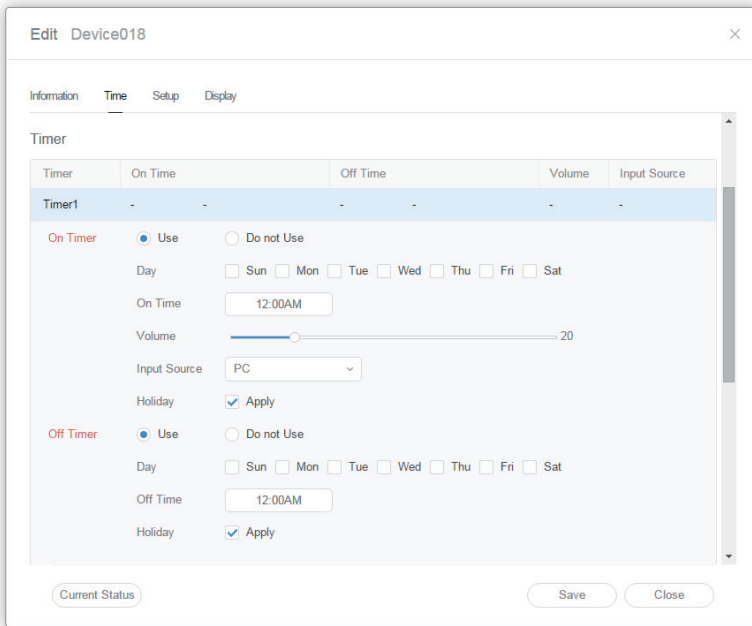 Edit Device018
Information Time Setup Display
Timer
Timer On Time Off Time Volume Input Source
Timer1 - - - - - -
On Timer Use Do not Use
Day Sun Mon Tue Wed Thu Fri Sat
On Time 12:00AM
Volume 20
Input Source PC
Holiday Apply
Off Timer Use Do not Use
Day Sun Mon Tue Wed Thu Fri Sat
Off Time 12:00AM
Holiday Apply
Current Status Save Close